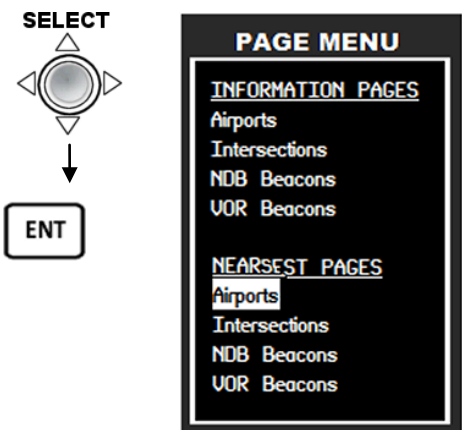 SELECT
ENT
PAGE MENU
INFORMATION PAGES
Airports
Intersections
NDB Beacons
VOR Beacons
NEARSEST PAGES
Airports
Intersections
NDB Beacons
VOR Beacons